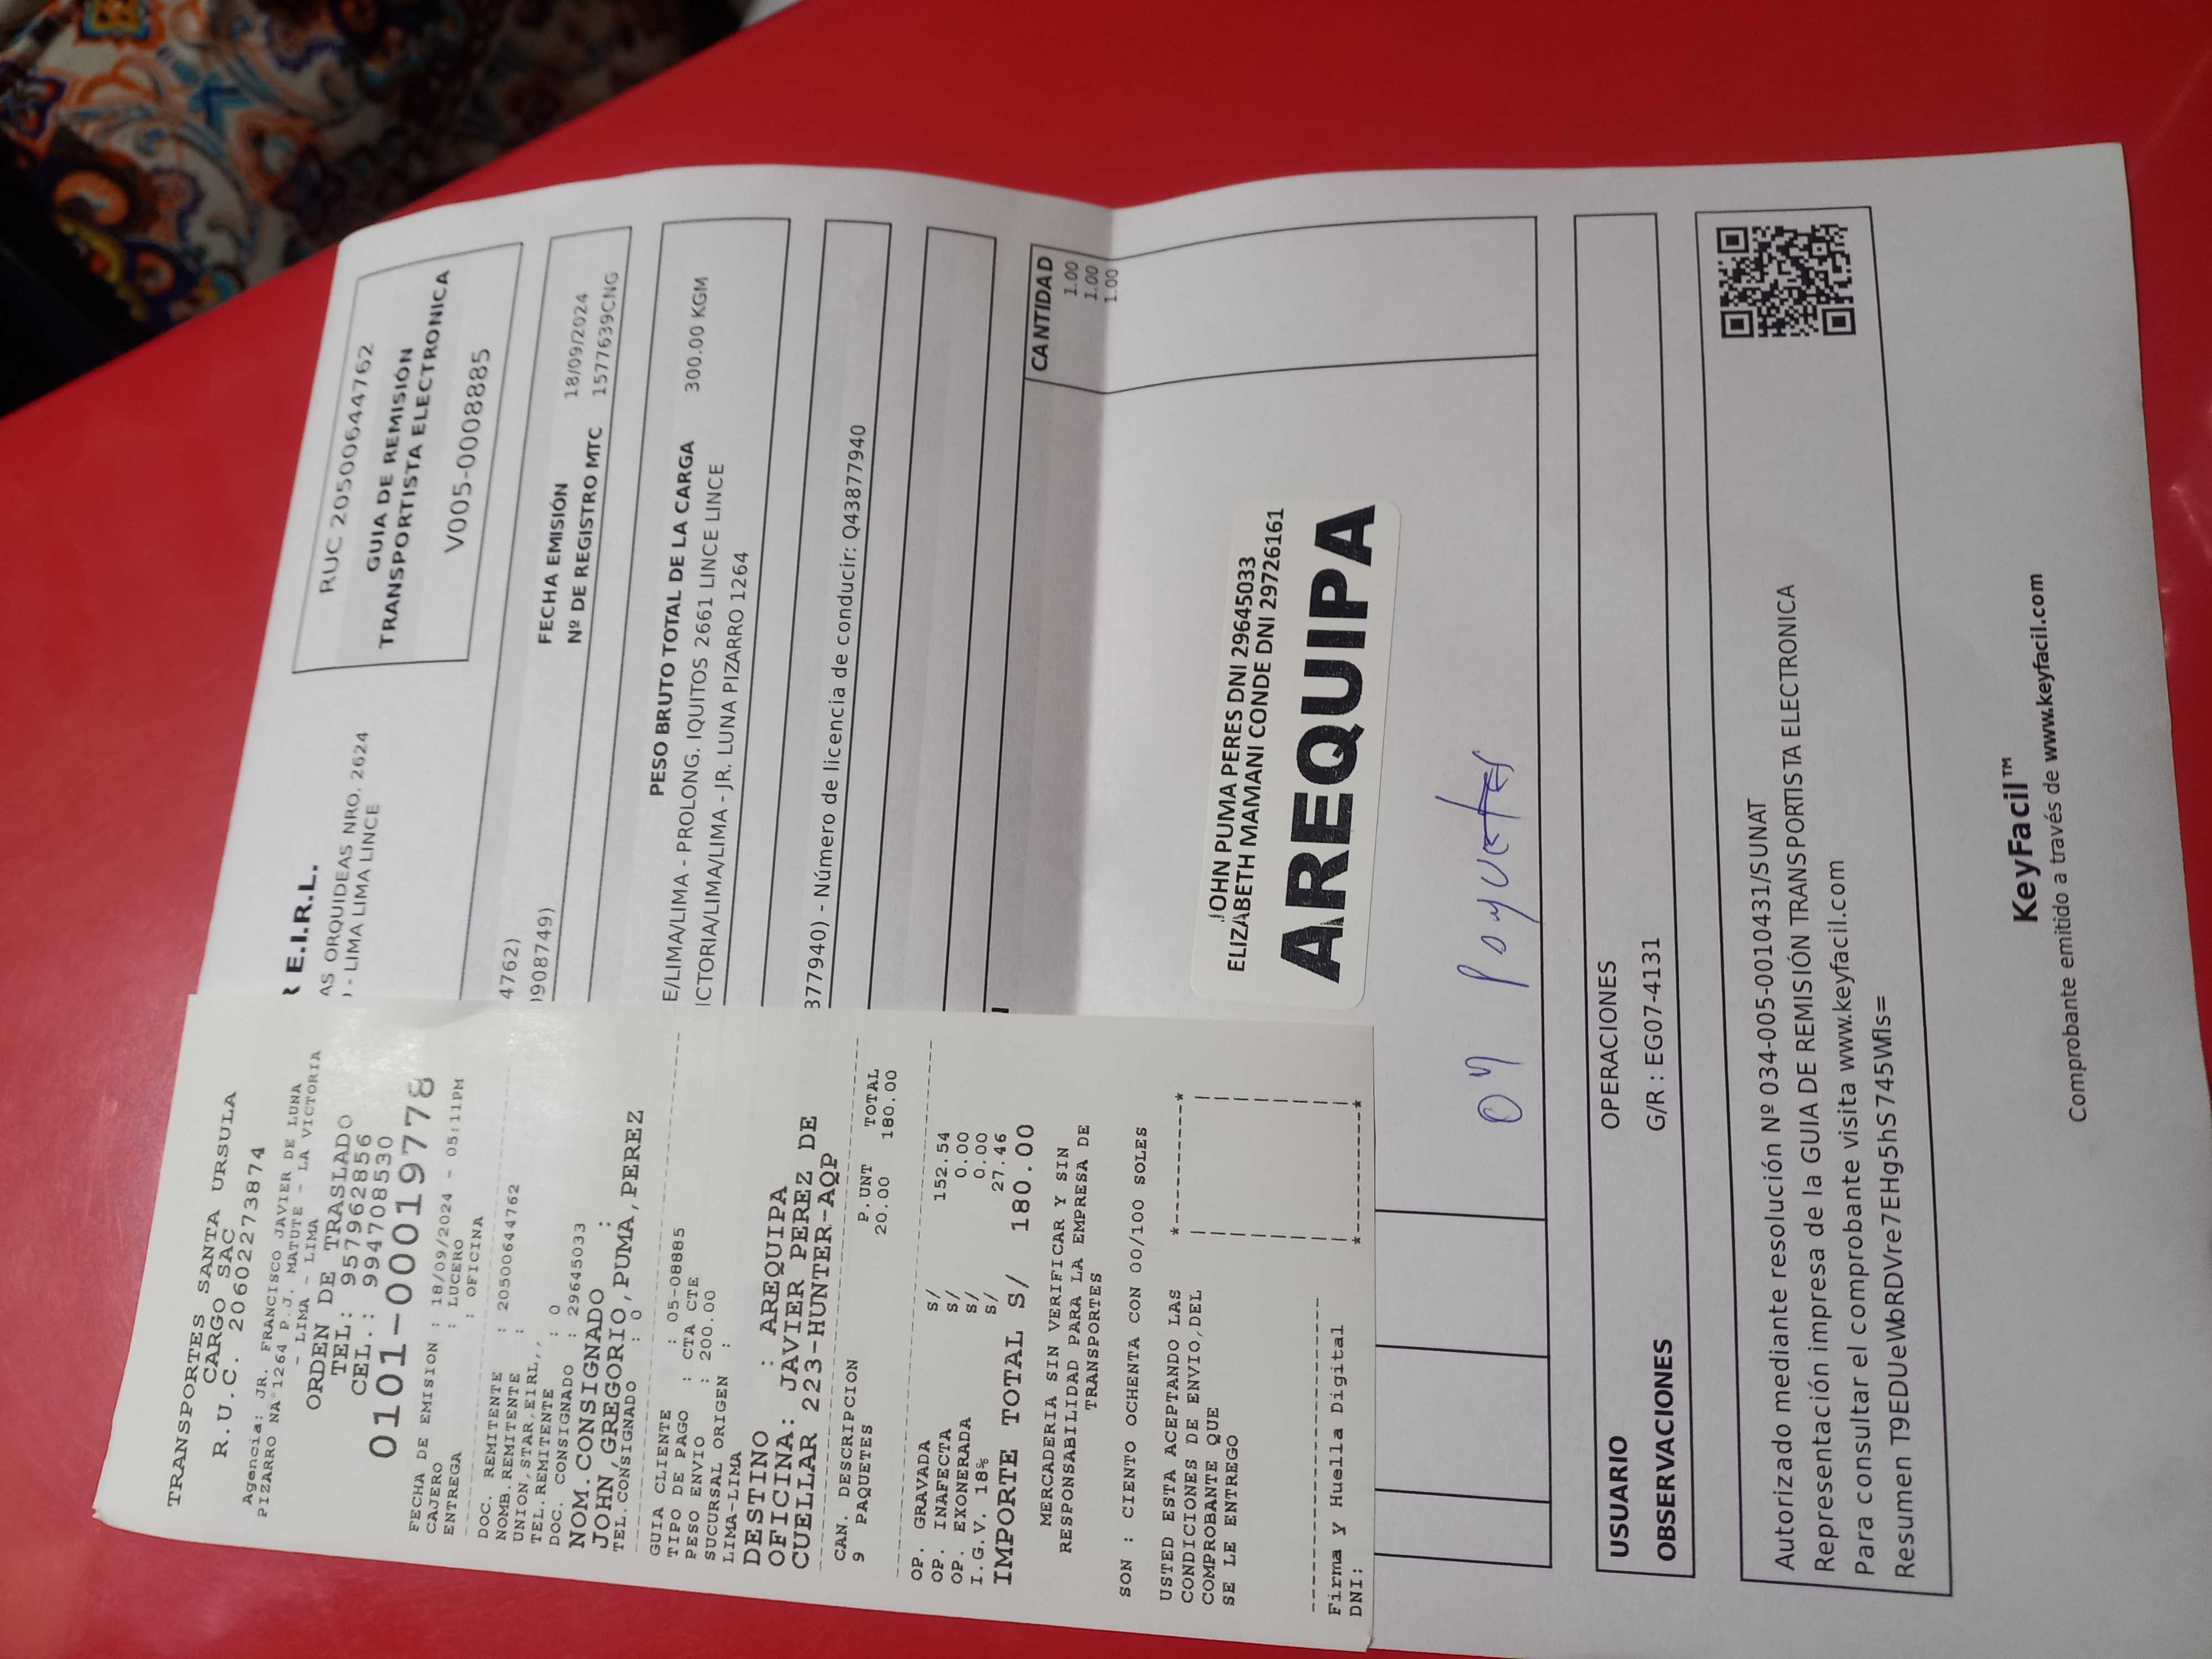 TRANSPORTES SANTA URSULA
CARGO SAC
R.U.C. 20602273874
Agencia: JR. FRANCISCO JAVIER DE LUNA
PIZARRO NA°1264 P.J. MATUTE - LA VICTORIA
- LIMA - LIMA
ORDEN DE TRASLADO
TEL: 957962856
CEL.: 994708530
0101-00019778
FECHA DE EMISION : 18/09/2024 - 05:11PM
CAJERO : LUCERO
ENTREGA : OFICINA
DOC. REMITENTE : 20500644762
NOMB.REMITENTE :
UNION,STAR,EIRL,,
TEL.REMITENTE : 0
DOC. CONSIGNADO : 29645033
NOM.CONSIGNADO :
JOHN,GREGORIO,PUMA,PEREZ
TEL.CONSIGNADO : 0
GUIA CLIENTE : 05-08885
TIPO DE PAGO : CTA CTE
PESO ENVIO : 200.00
SUCURSAL ORIGEN :
LIMA-LIMA
DESTINO : AREQUIPA
OFICINA: JAVIER PEREZ DE
CUELLAR 223-HUNTER-AQP
CAN. DESCRIPCION P.UNT TOTAL
9 PAQUETES 20.00 180.00
OP. GRAVADA S/ 152.54
OP. INAFECTA S/ 0.00
OP. EXONERADA S/ 0.00
I.G.V. 18% S/ 27.46
IMPORTE TOTAL S/ 180.00
MERCADERIA SIN VERIFICAR Y SIN
RESPONSABILIDAD PARA LA EMPRESA DE
TRANSPORTES
SON : CIENTO OCHENTA CON 00/100 SOLES
USTED ESTA ACEPTANDO LAS
CONDICIONES DE ENVIO,DEL
COMPROBANTE QUE
SE LE ENTREGO
Firma y Huella Digital
DNI:
E.I.R.L.
AS ORQUIDEAS NRO. 2624
) - LIMA LIMA LINCE
RUC 20500644762
GUIA DE REMISIÓN
TRANSPORTISTA ELECTRONICA
V005-0008885
47762)
FECHA EMISIÓN 18/09/2024
)9087​49)
Nº DE REGISTRO MTC 1577639CNG
PESO BRUTO TOTAL DE LA CARGA 300.00 KGM
E/LIMA/LIMA - PROLONG. IQUITOS 2661 LINCE LINCE
ICTORIA/LIMA/LIMA - JR. LUNA PIZARRO 1264
377940) - Número de licencia de conducir: Q43877940
CANTIDAD
1.00
1.00
1.00
JOHN PUMA PERES DNI 29645033
ELIZABETH MAMANI CONDE DNI 29726161
AREQUIPA
09
USUARIO OPERACIONES
OBSERVACIONES G/R : EG07-4131
Autorizado mediante resolución Nº 034-005-0010431/SUNAT
Representación impresa de la GUIA DE REMISIÓN TRANSPORTISTA ELECTRONICA
Para consultar el comprobante visita www.keyfacil.com
Resumen T9EDUeWbRDVre7EHg5hS745Wfls=
KeyFacil™
Comprobante emitido a través de www.keyfacil.com